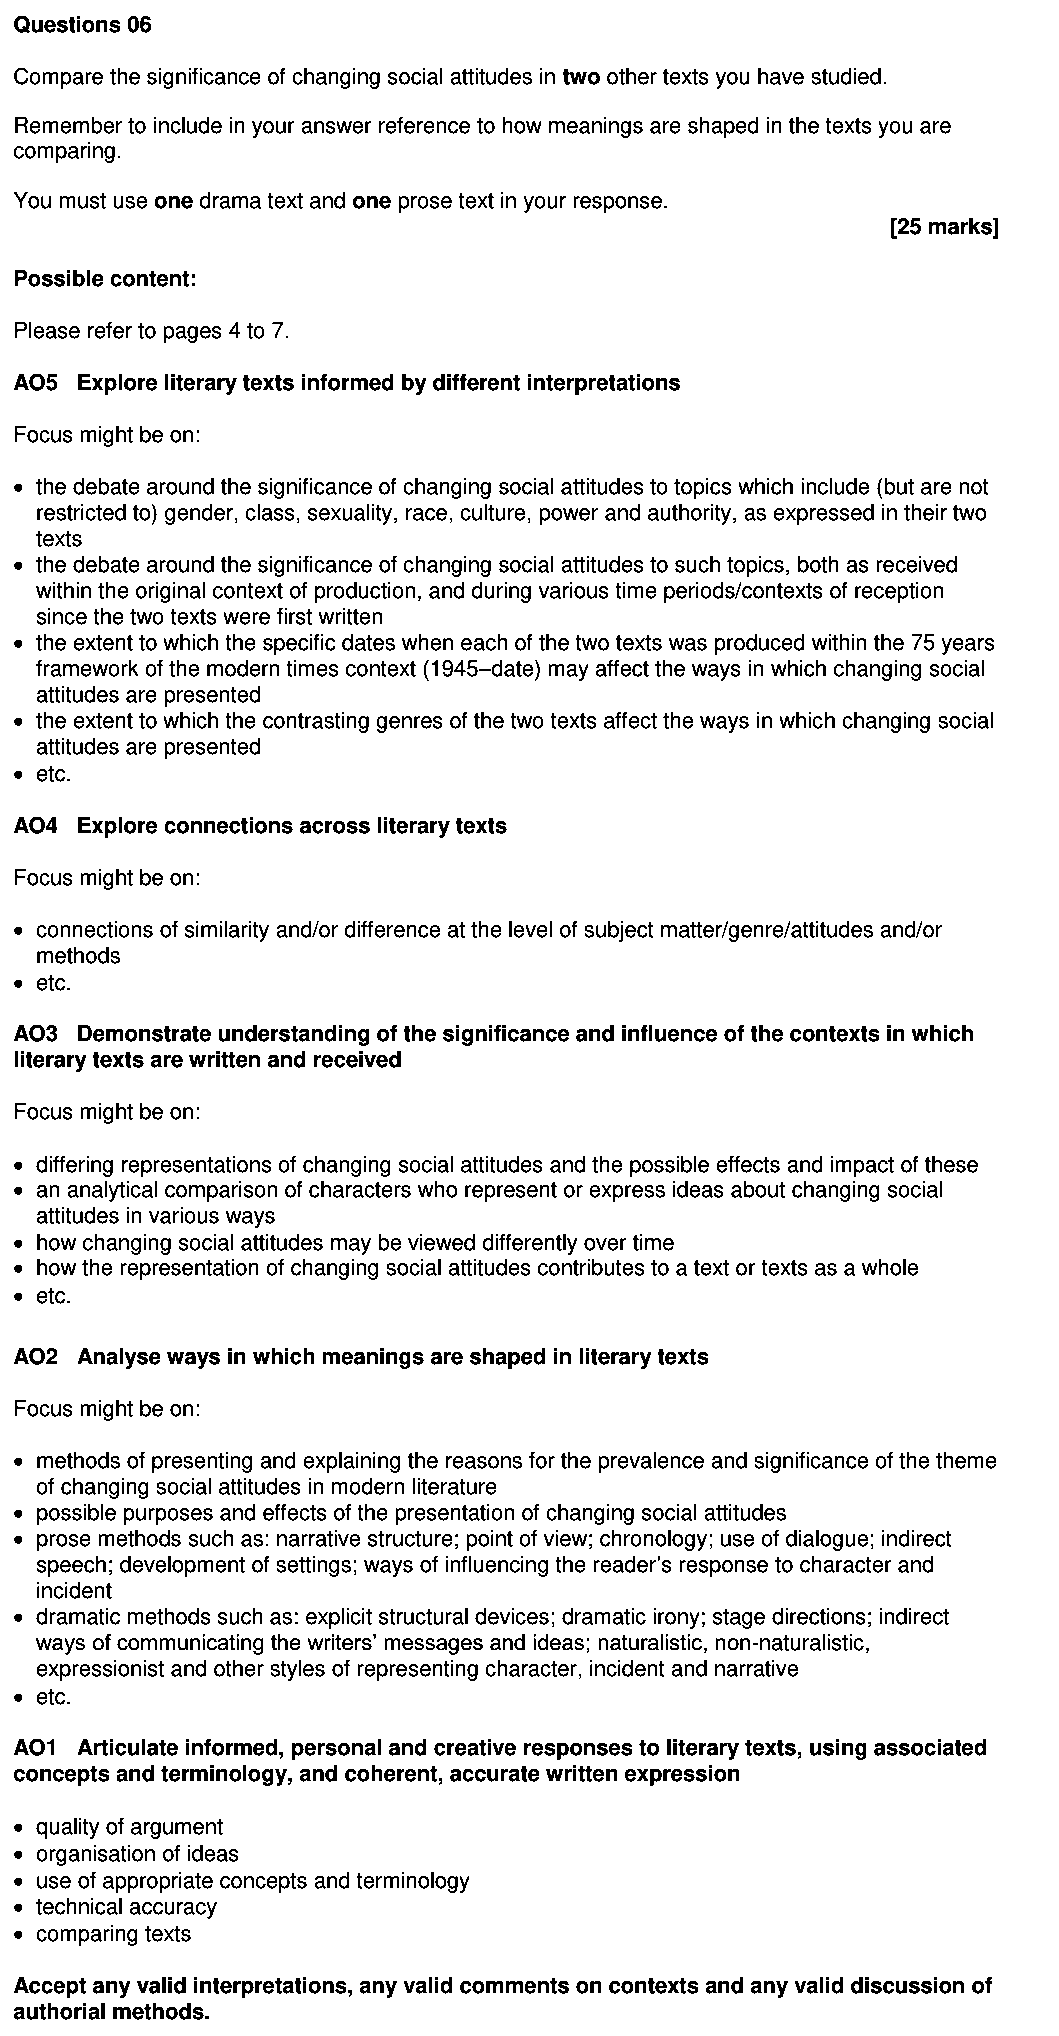 Questions 06
Compare the significance of changing social attitudes in two other texts you have studied.
Remember to include in your answer reference to how meanings are shaped in the texts you are
comparing.
You must use one drama text and one prose text in your response.
[25 marks]
Possible content:
Please refer to pages 4 to 7.
AO5 Explore literary texts informed by different interpretations
Focus might be on:
• the debate around the significance of changing social attitudes to topics which include (but are not
restricted to) gender, class, sexuality, race, culture, power and authority, as expressed in their two
texts
• the debate around the significance of changing social attitudes to such topics, both as received
within the original context of production, and during various time periods/contexts of reception
since the two texts were first written
• the extent to which the specific dates when each of the two texts was produced within the 75 years
framework of the modern times context (1945–date) may affect the ways in which changing social
attitudes are presented
• the extent to which the contrasting genres of the two texts affect the ways in which changing social
attitudes are presented
• etc.
AO4 Explore connections across literary texts
Focus might be on:
• connections of similarity and/or difference at the level of subject matter/genre/attitudes and/or
methods
• etc.
AO3 Demonstrate understanding of the significance and influence of the contexts in which
literary texts are written and received
Focus might be on:
• differing representations of changing social attitudes and the possible effects and impact of these
• an analytical comparison of characters who represent or express ideas about changing social
attitudes in various ways
• how changing social attitudes may be viewed differently over time
• how the representation of changing social attitudes contributes to a text or texts as a whole
• etc.
AO2 Analyse ways in which meanings are shaped in literary texts
Focus might be on:
• methods of presenting and explaining the reasons for the prevalence and significance of the theme
of changing social attitudes in modern literature
• possible purposes and effects of the presentation of changing social attitudes
• prose methods such as: narrative structure; point of view; chronology; use of dialogue; indirect
speech; development of settings; ways of influencing the reader's response to character and
incident
• dramatic methods such as: explicit structural devices; dramatic irony; stage directions; indirect
ways of communicating the writers' messages and ideas; naturalistic, non-naturalistic,
expressionist and other styles of representing character, incident and narrative
• etc.
AO1 Articulate informed, personal and creative responses to literary texts, using associated
concepts and terminology, and coherent, accurate written expression
• quality of argument
• organisation of ideas
• use of appropriate concepts and terminology
• technical accuracy
• comparing texts
Accept any valid interpretations, any valid comments on contexts and any valid discussion of
authorial methods.